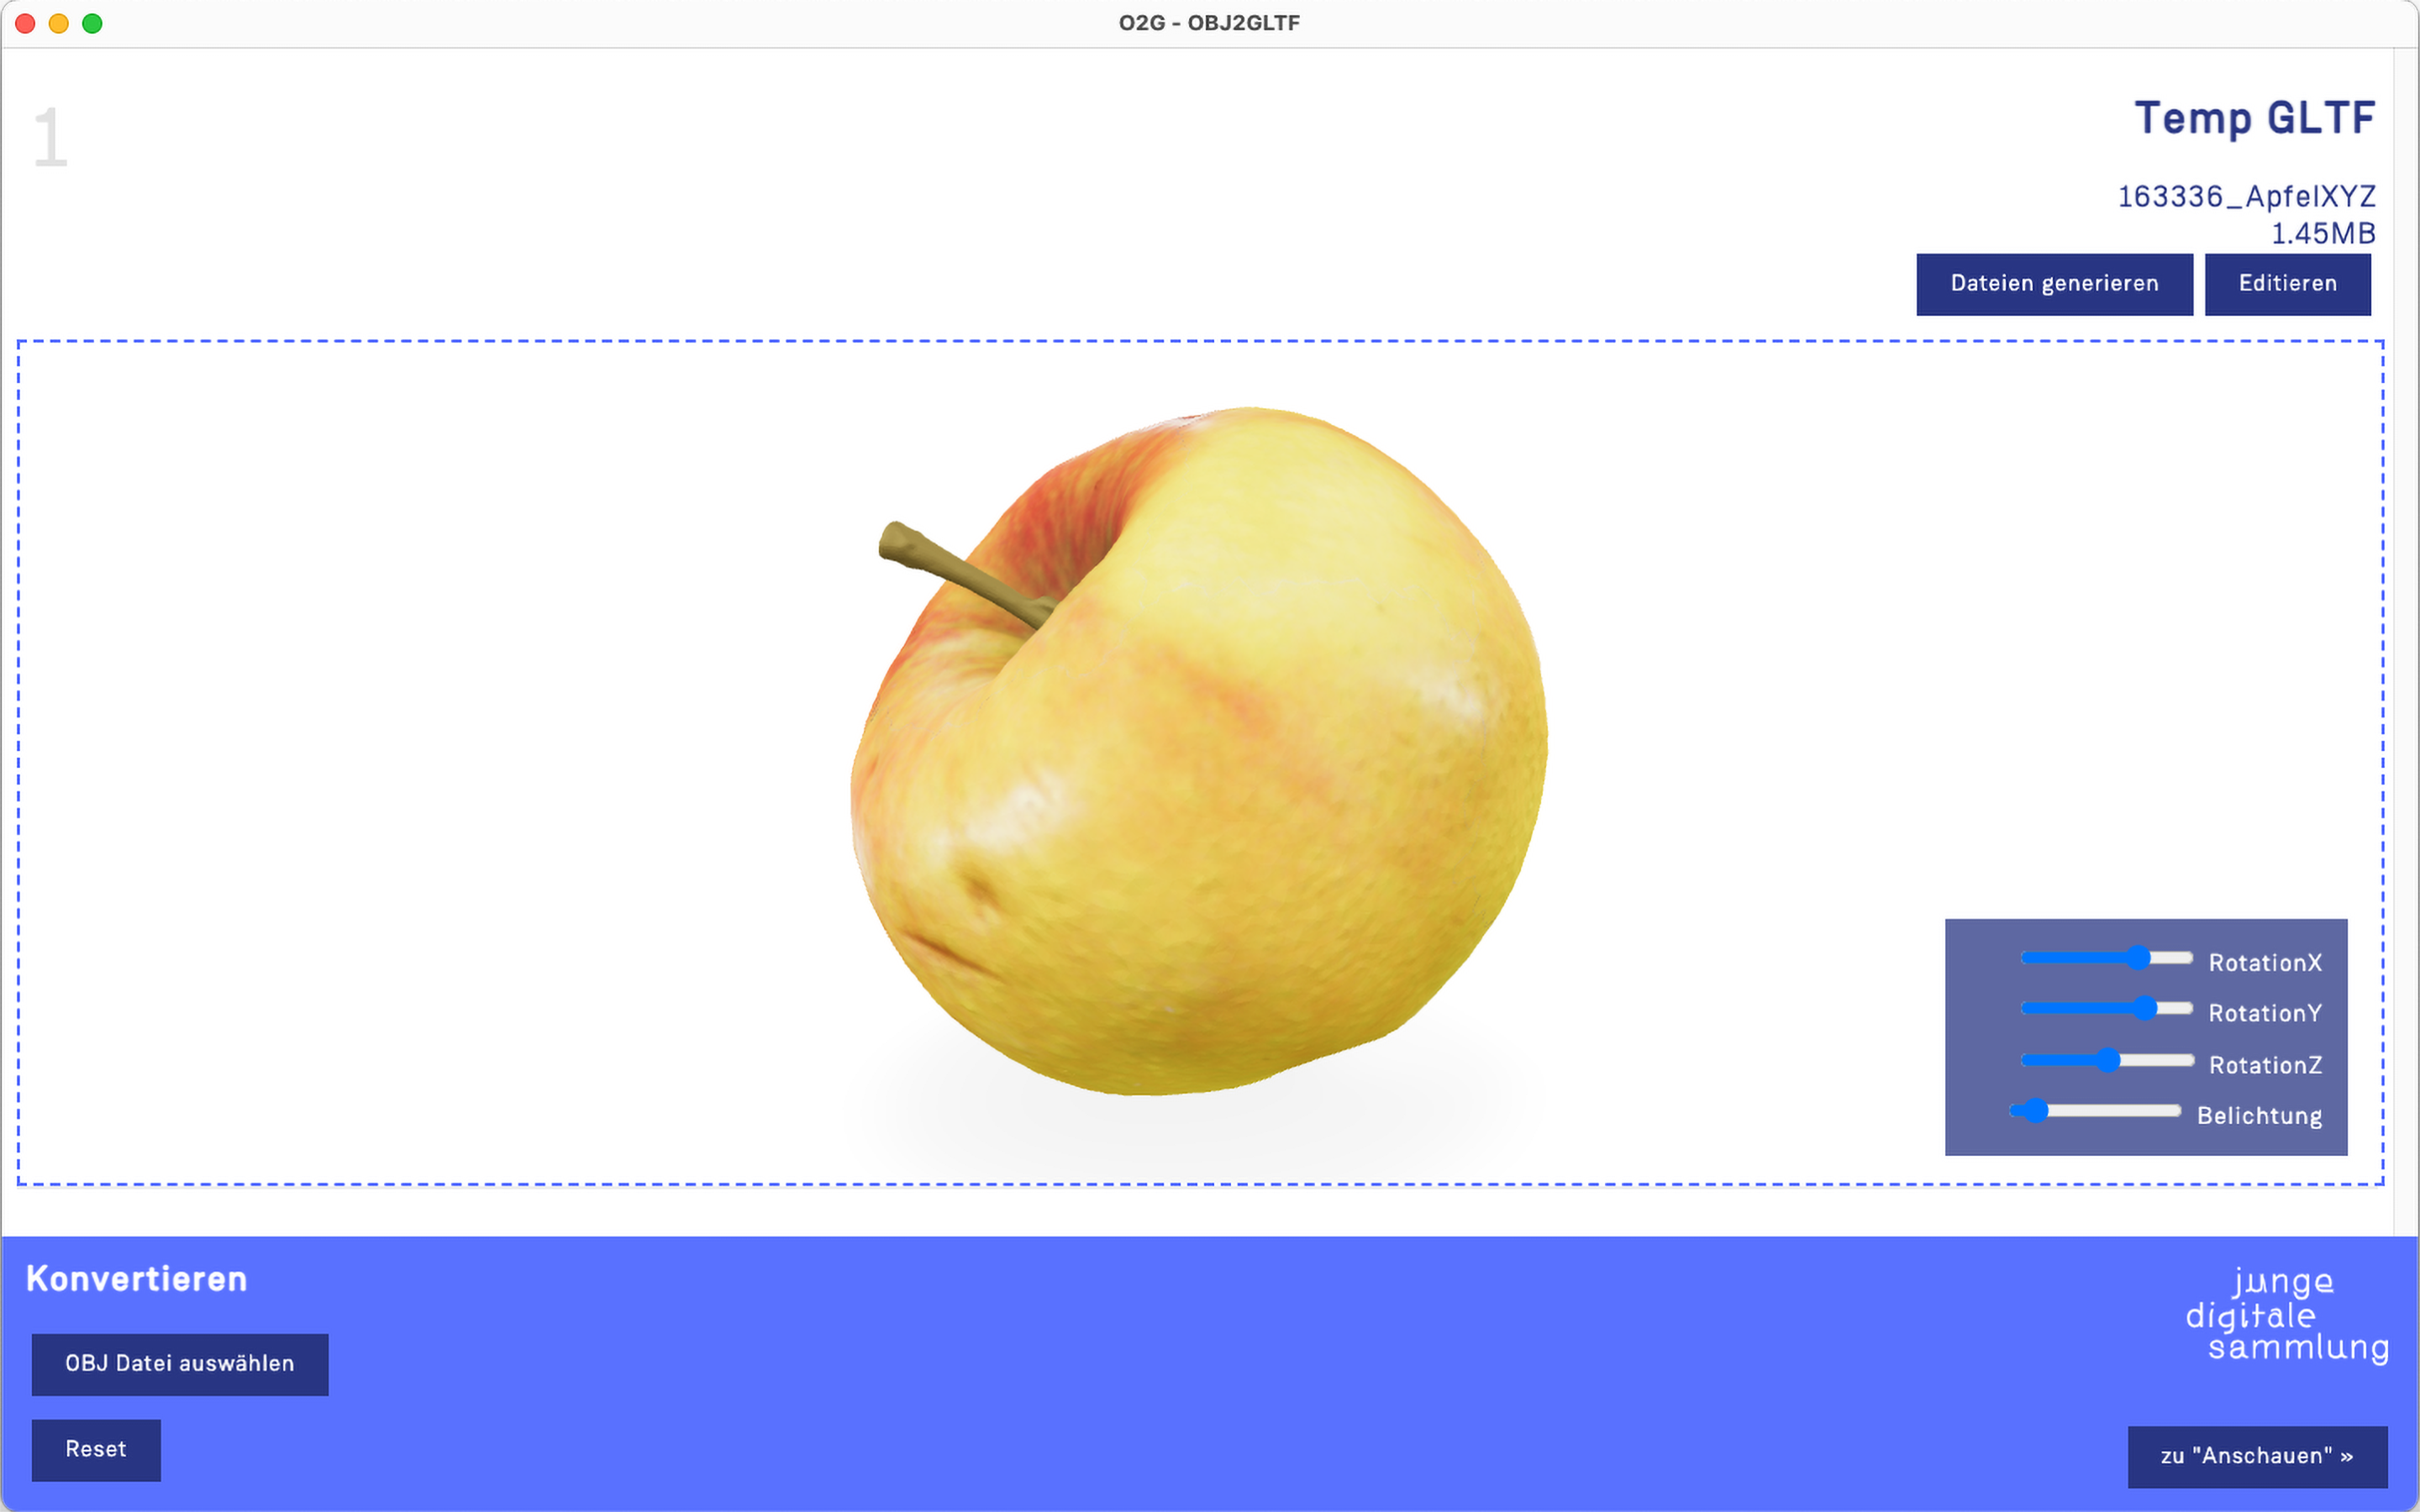 O2G - OBJ2GLTF
1
Temp GLTF
163336_ApfelXYZ
1.45MB
Dateien generieren
Editieren
RotationX
RotationY
RotationZ
Belichtung
Konvertieren
OBJ Datei auswählen
Reset
junge
digitale
sammlung
zu "Anschauen" »